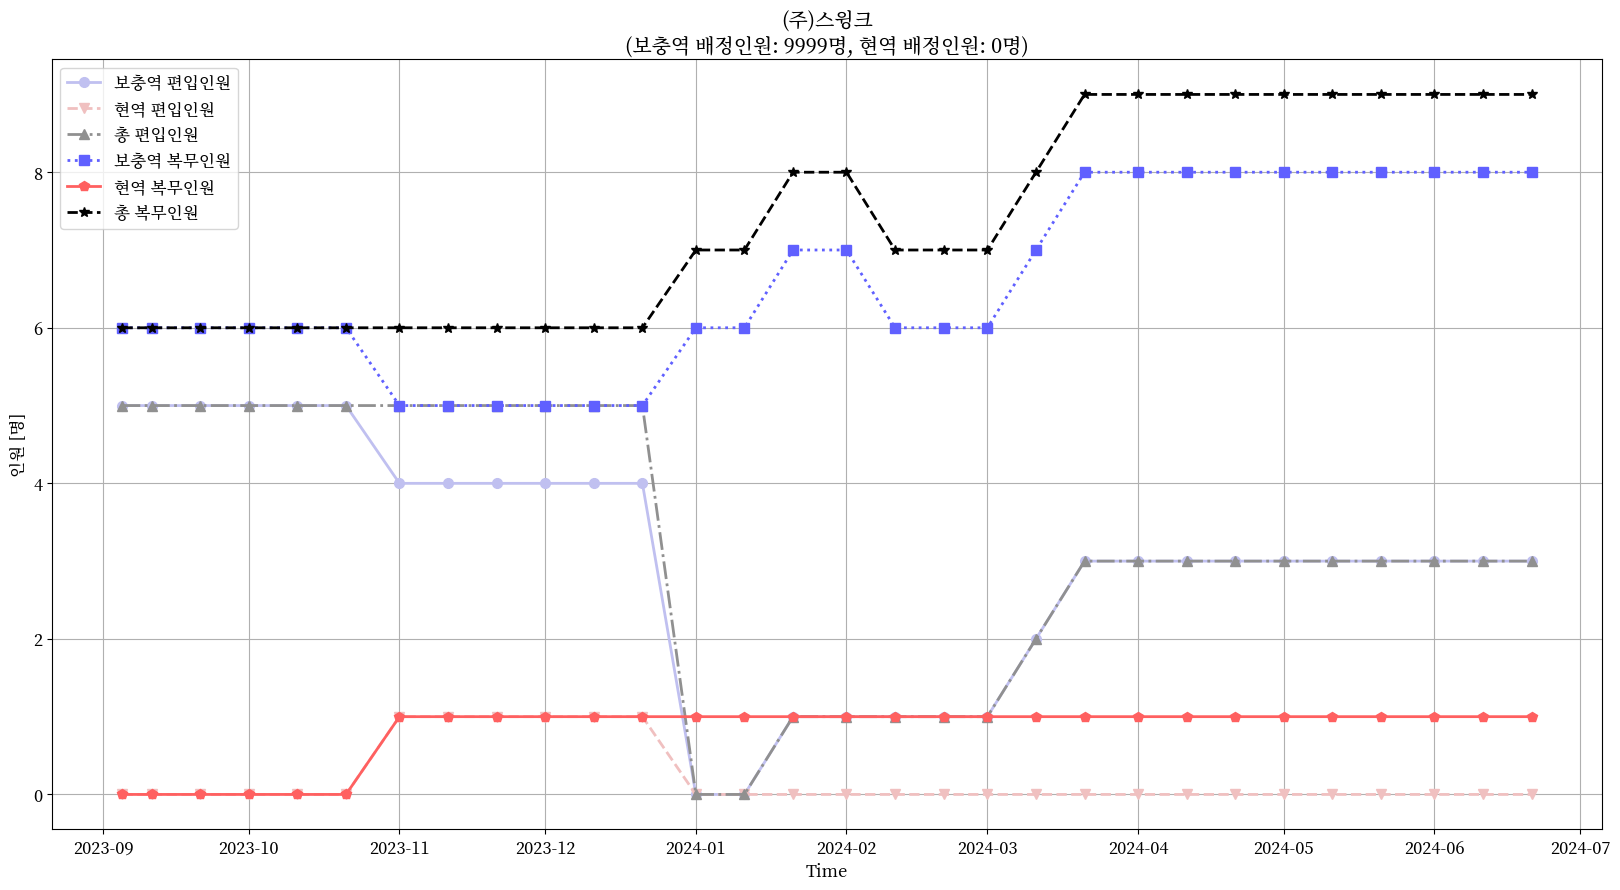 (주)스윙크
(보충역 배정인원: 9999명, 현역 배정인원: 0명)
보충역 편입인원
현역 편입인원
총 편입인원
보충역 복무인원
현역 복무인원
총 복무인원
인원 [명]
8
6
4
2
0
2023-09
2023-10
2023-11
2023-12
2024-01
2024-02
2024-03
2024-04
2024-05
2024-06
2024-07
Time